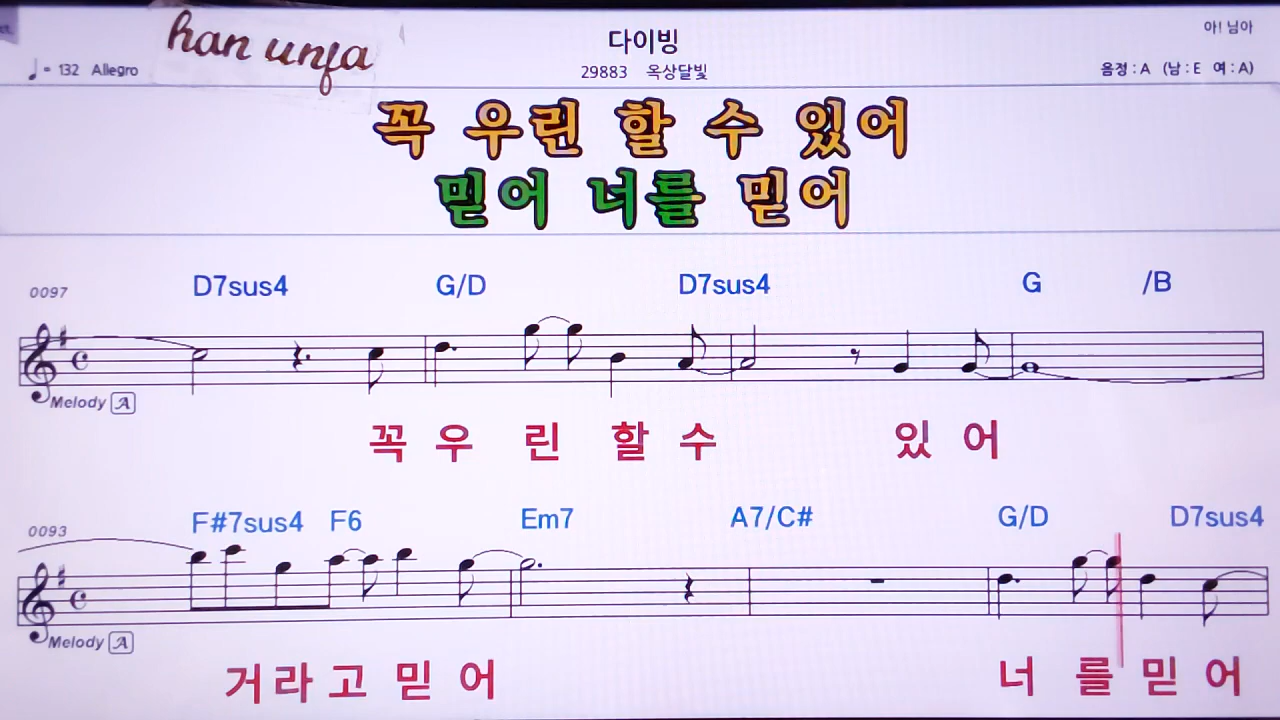 han unja
다이빙
아! 님아
♩= 132 Allegro
29883 옥상달빛
음정 : A (남 : E 여 : A)
꼭 우린 할 수 있어
믿어 너를 믿어
0097 D7sus4 G/D D7sus4 G /B
Melody A
꼭 우 린 할 수 있 어
0093 F#7sus4 F6 Em7 A7/C# G/D D7sus4
Melody A
거 라 고 믿 어 너 를 믿 어